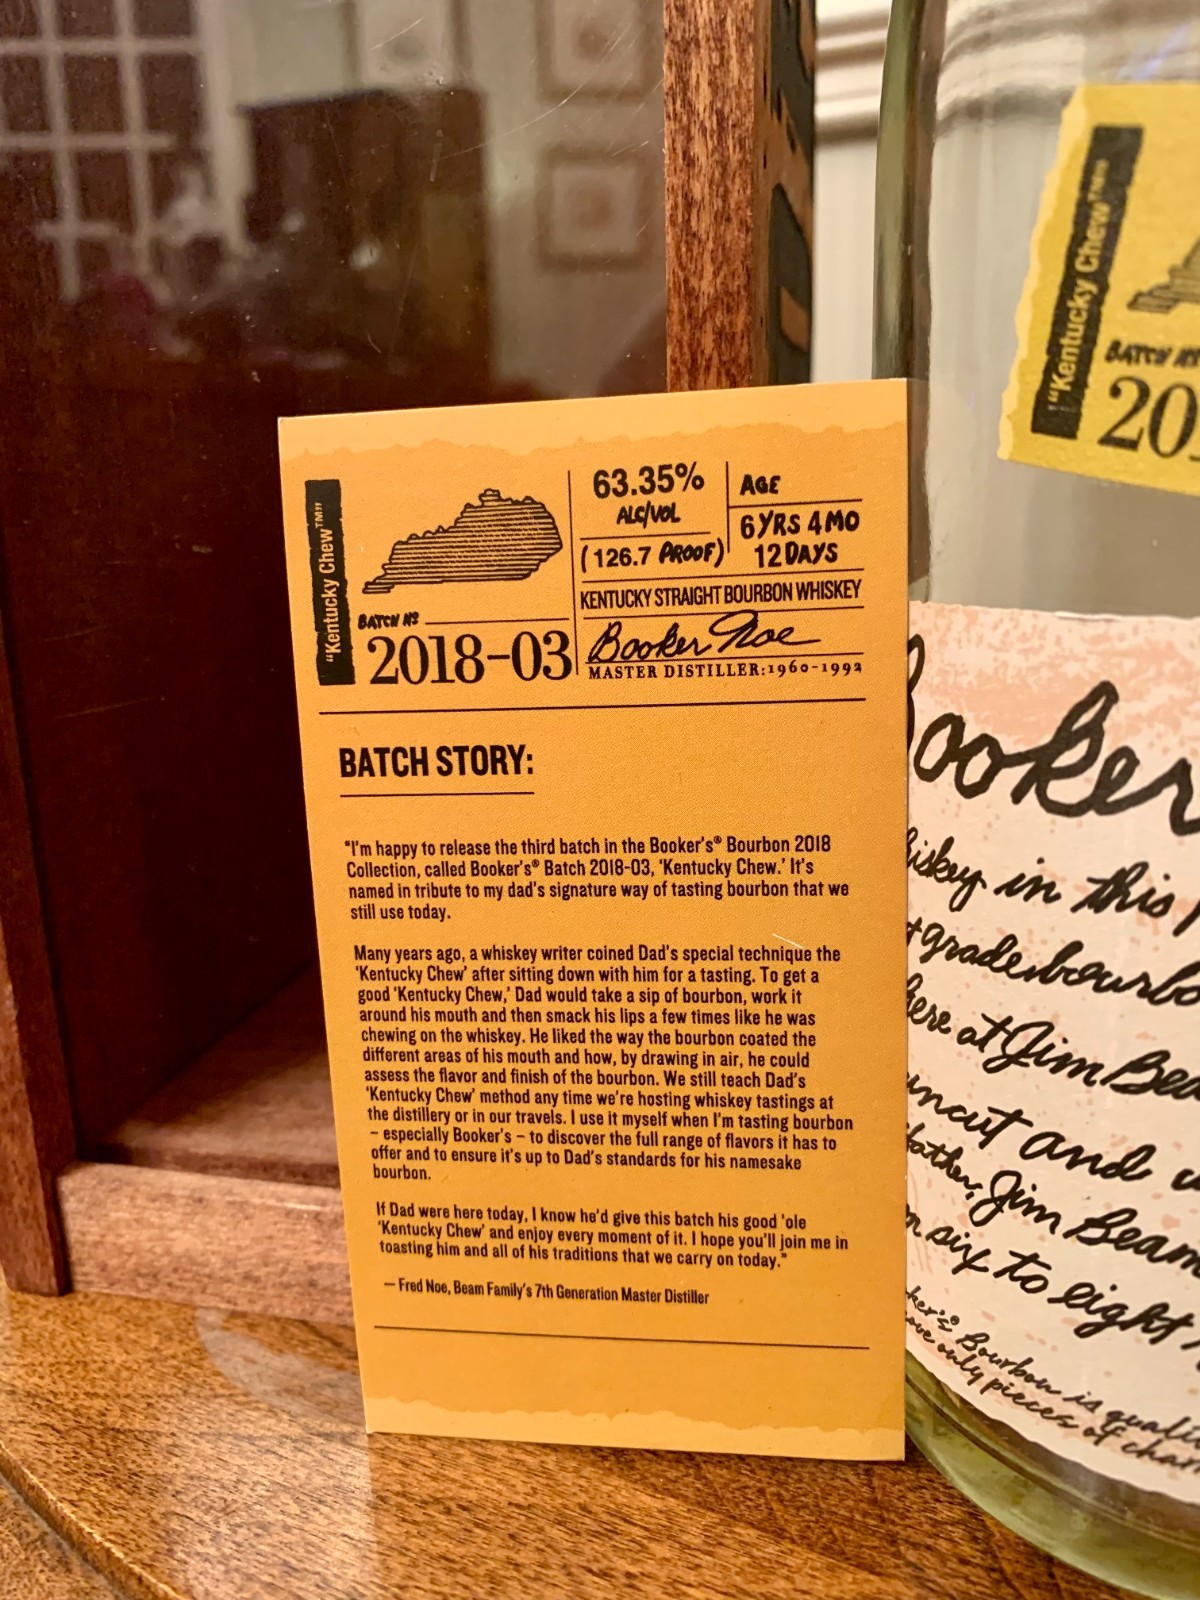 "Kentucky Chew™"
BATCH Nº
2018-03
63.35%
ALC/VOL
(126.7 PROOF)
AGE
6 YRS 4 MO
12 DAYS
KENTUCKY STRAIGHT BOURBON WHISKEY
Booker Noe
MASTER DISTILLER:1960-1992
BATCH STORY:
"I'm happy to release the third batch in the Booker's® Bourbon 2018
Collection, called Booker's® Batch 2018-03, 'Kentucky Chew.' It's
named in tribute to my dad's signature way of tasting bourbon that we
still use today.
Many years ago, a whiskey writer coined Dad's special technique the
'Kentucky Chew' after sitting down with him for a tasting. To get a
good 'Kentucky Chew,' Dad would take a sip of bourbon, work it
around his mouth and then smack his lips a few times like he was
chewing on the whiskey. He liked the way the bourbon coated the
different areas of his mouth and how, by drawing in air, he could
assess the flavor and finish of the bourbon. We still teach Dad's
'Kentucky Chew' method any time we're hosting whiskey tastings at
the distillery or in our travels. I use it myself when I'm tasting bourbon
– especially Booker's – to discover the full range of flavors it has to
offer and to ensure it's up to Dad's standards for his namesake
bourbon.
If Dad were here today, I know he'd give this batch his good 'ole
'Kentucky Chew' and enjoy every moment of it. I hope you'll join me in
toasting him and all of his traditions that we carry on today."
— Fred Noe, Beam Family's 7th Generation Master Distiller
"Kentucky Chew™"
BATCH Nº
20
ooker
iskey in this
grade bourbo
here at Jim Bea
uncut and u
father, Jim Beam
six to eight
ker's® Bourbon is
only pieces of